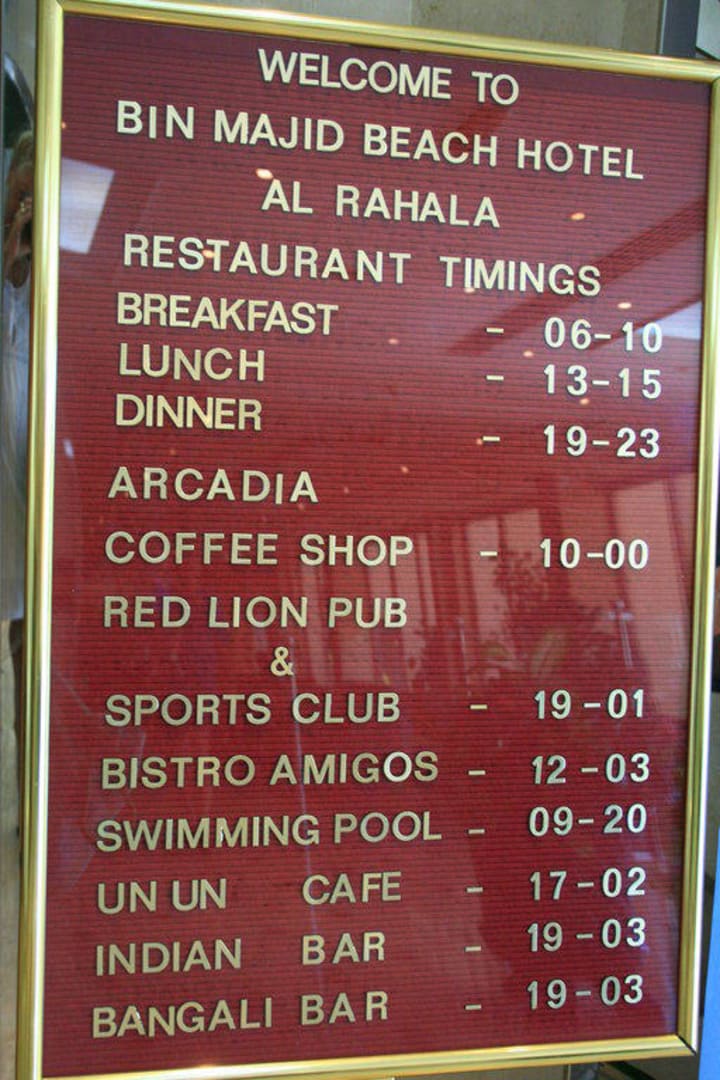 WELCOME TO
BIN MAJID BEACH HOTEL
AL RAHALA
RESTAURANT TIMINGS
BREAKFAST - 06-10
LUNCH - 13-15
DINNER - 19-23
ARCADIA
COFFEE SHOP - 10-00
RED LION PUB
&
SPORTS CLUB - 19-01
BISTRO AMIGOS - 12-03
SWIMMING POOL - 09-20
UN UN CAFE - 17-02
INDIAN BAR - 19-03
BANGALI BAR - 19-03